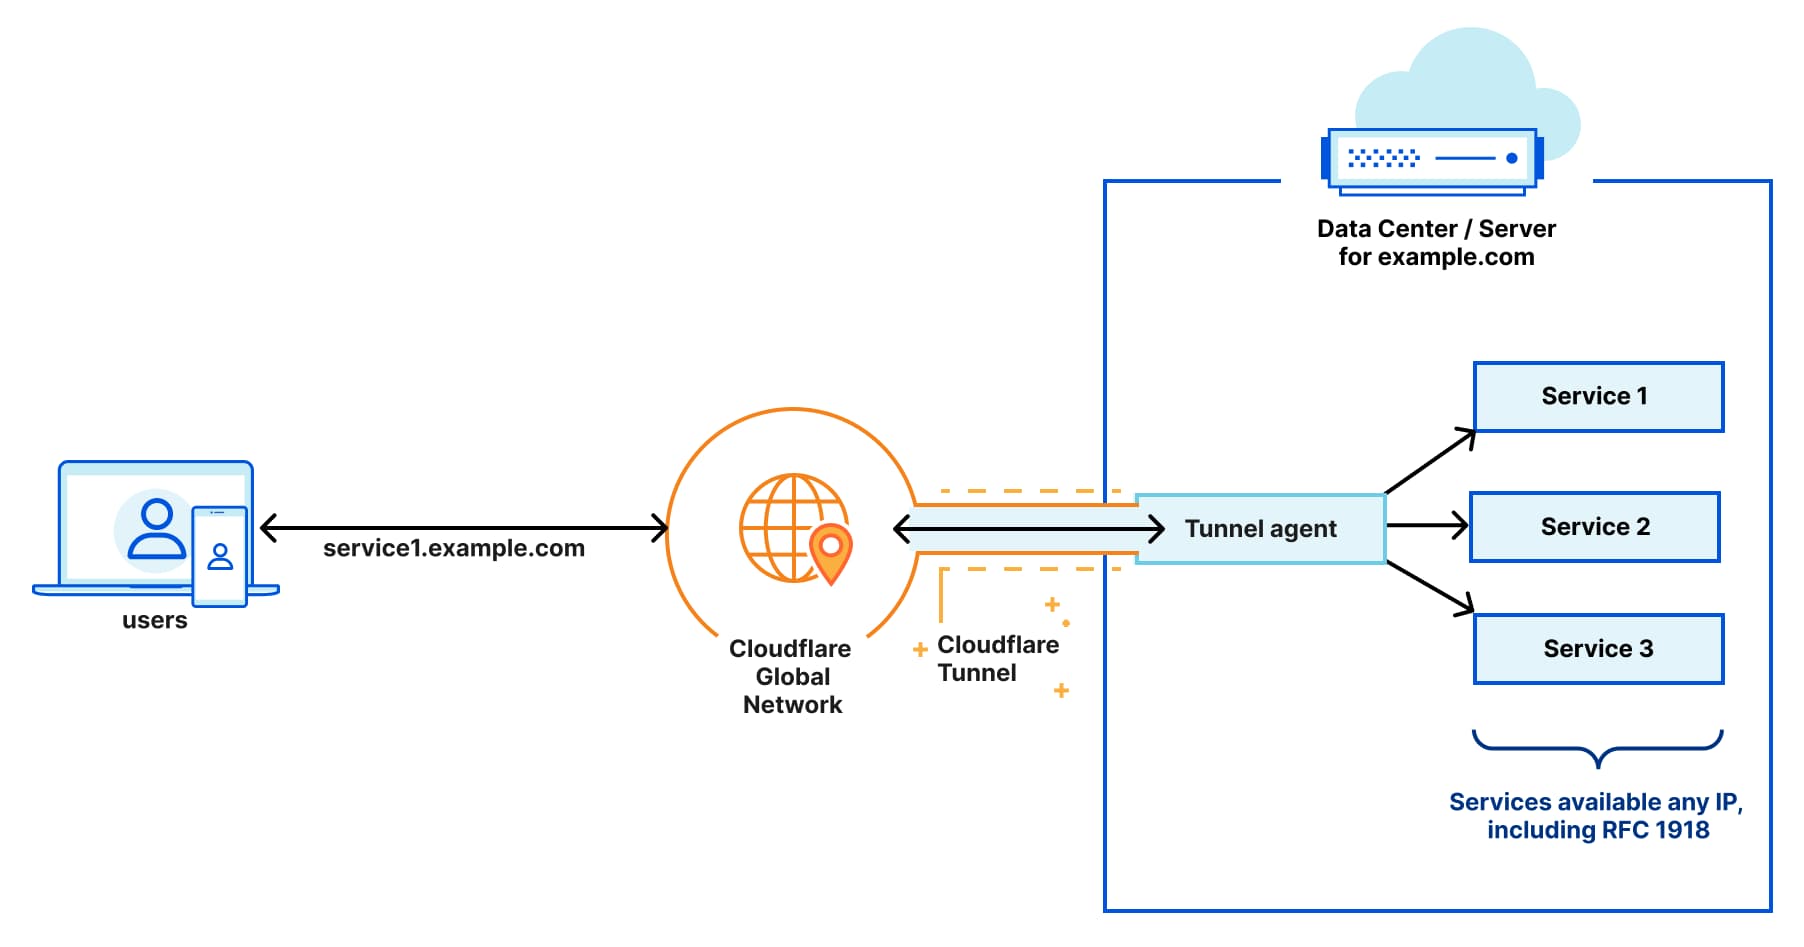 Data Center / Server
for example.com
Service 1
Service 2
Service 3
Tunnel agent
service1.example.com
users
Cloudflare
Global
Network
Cloudflare
Tunnel
Services available any IP,
including RFC 1918